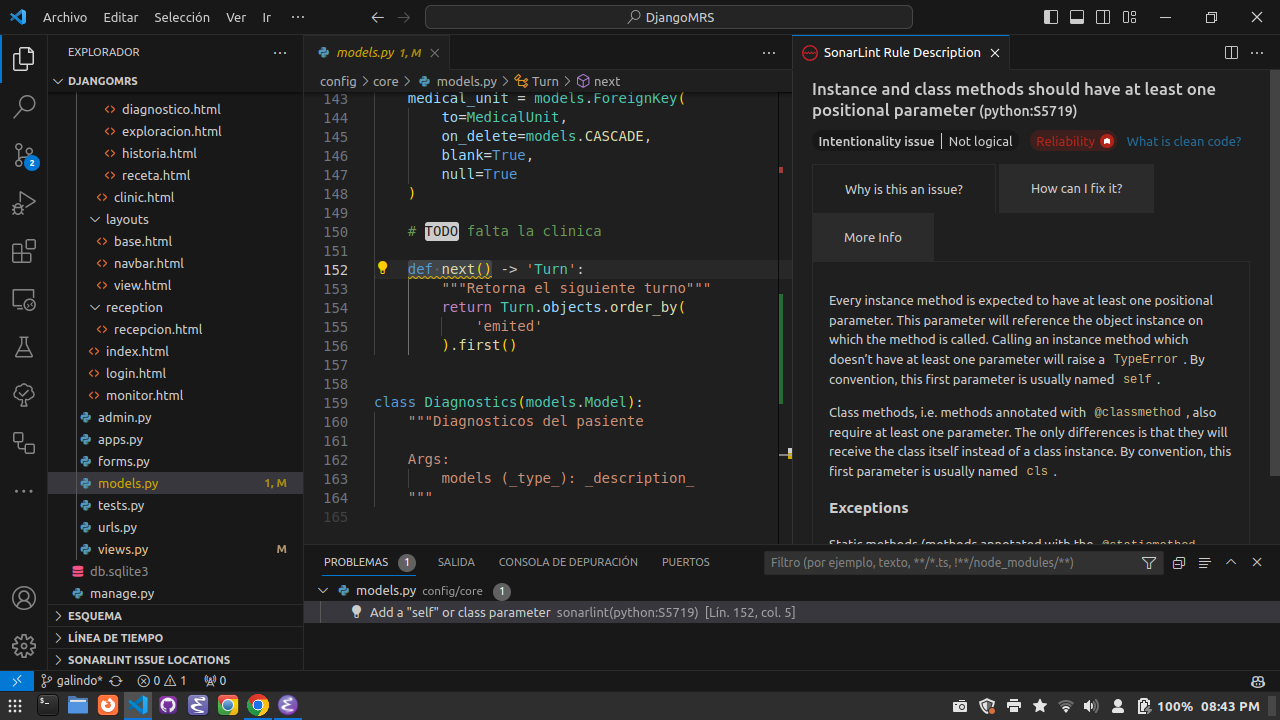 Archivo Editar Selección Ver Ir ··· DjangoMRS
EXPLORADOR
DJANGOMRS
diagnostico.html
exploracion.html
historia.html
receta.html
clinic.html
layouts
base.html
navbar.html
view.html
reception
recepcion.html
index.html
login.html
monitor.html
admin.py
apps.py
forms.py
models.py 1, M
tests.py
urls.py
views.py M
db.sqlite3
manage.py
ESQUEMA
LÍNEA DE TIEMPO
SONARLINT ISSUE LOCATIONS
2
models.py 1, M
config > core > models.py > Turn > next
143 medical_unit = models.ForeignKey(
144 to=MedicalUnit,
145 on_delete=models.CASCADE,
146 blank=True,
147 null=True
148 )
149
150 # TODO falta la clinica
151
152 def next() -> 'Turn':
153 """Retorna el siguiente turno"""
154 return Turn.objects.order_by(
155 'emited'
156 ).first()
157
158
159 class Diagnostics(models.Model):
160 """Diagnosticos del pasiente
161
162 Args:
163 models (_type_): _description_
164 """
165
SonarLint Rule Description
Instance and class methods should have at least one
positional parameter (python:S5719)
Intentionality issue | Not logical Reliability What is clean code?
Why is this an issue? How can I fix it?
More Info
Every instance method is expected to have at least one positional
parameter. This parameter will reference the object instance on
which the method is called. Calling an instance method which
doesn’t have at least one parameter will raise a TypeError . By
convention, this first parameter is usually named self .
Class methods, i.e. methods annotated with @classmethod , also
require at least one parameter. The only differences is that they will
receive the class itself instead of a class instance. By convention, this
first parameter is usually named cls .
Exceptions
Static methods (methods annotated with the @staticmethod
PROBLEMAS 1 SALIDA CONSOLA DE DEPURACIÓN PUERTOS Filtro (por ejemplo, texto, **/*.ts, !**/node_modules/**)
models.py config/core 1
Add a "self" or class parameter sonarlint(python:S5719) [Lín. 152, col. 5]
galindo* 0 1 0
100% 08:43 PM